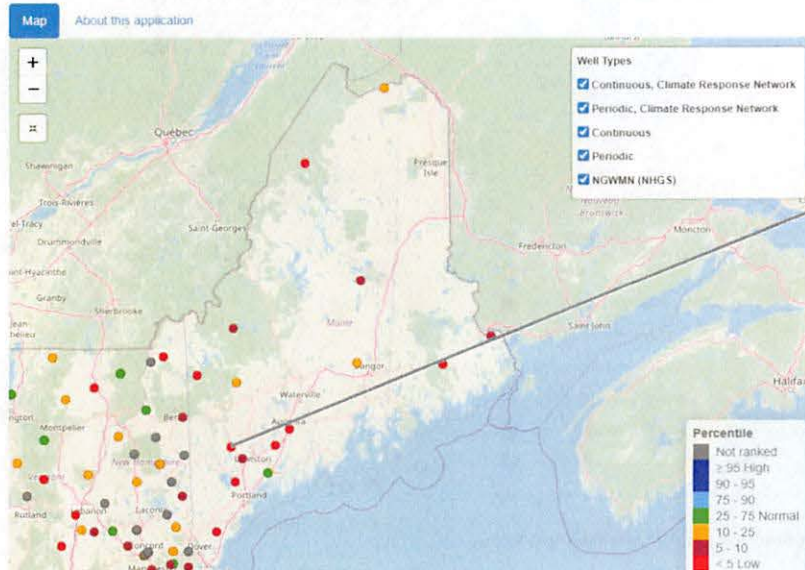 Map
About this application
+
−
Well Types
Continuous, Climate Response Network
Periodic, Climate Response Network
Continuous
Periodic
NGWMN (NHGS)
Québec
Shawinigan
Presque
Isle
Trois-Rivières
Saint-Georges
Moncton
Drummondville
Fredericton
Granby
Sherbrooke
Saint John
Maine
Bangor
Halifax
Waterville
Montpelier
Augusta
Lewiston
New Hampshire
Vermont
Portland
Rutland
Lebanon
Laconia
Concord
Dover
Percentile
Not ranked
≥ 95 High
90 - 95
75 - 90
25 - 75 Normal
10 - 25
5 - 10
< 5 Low